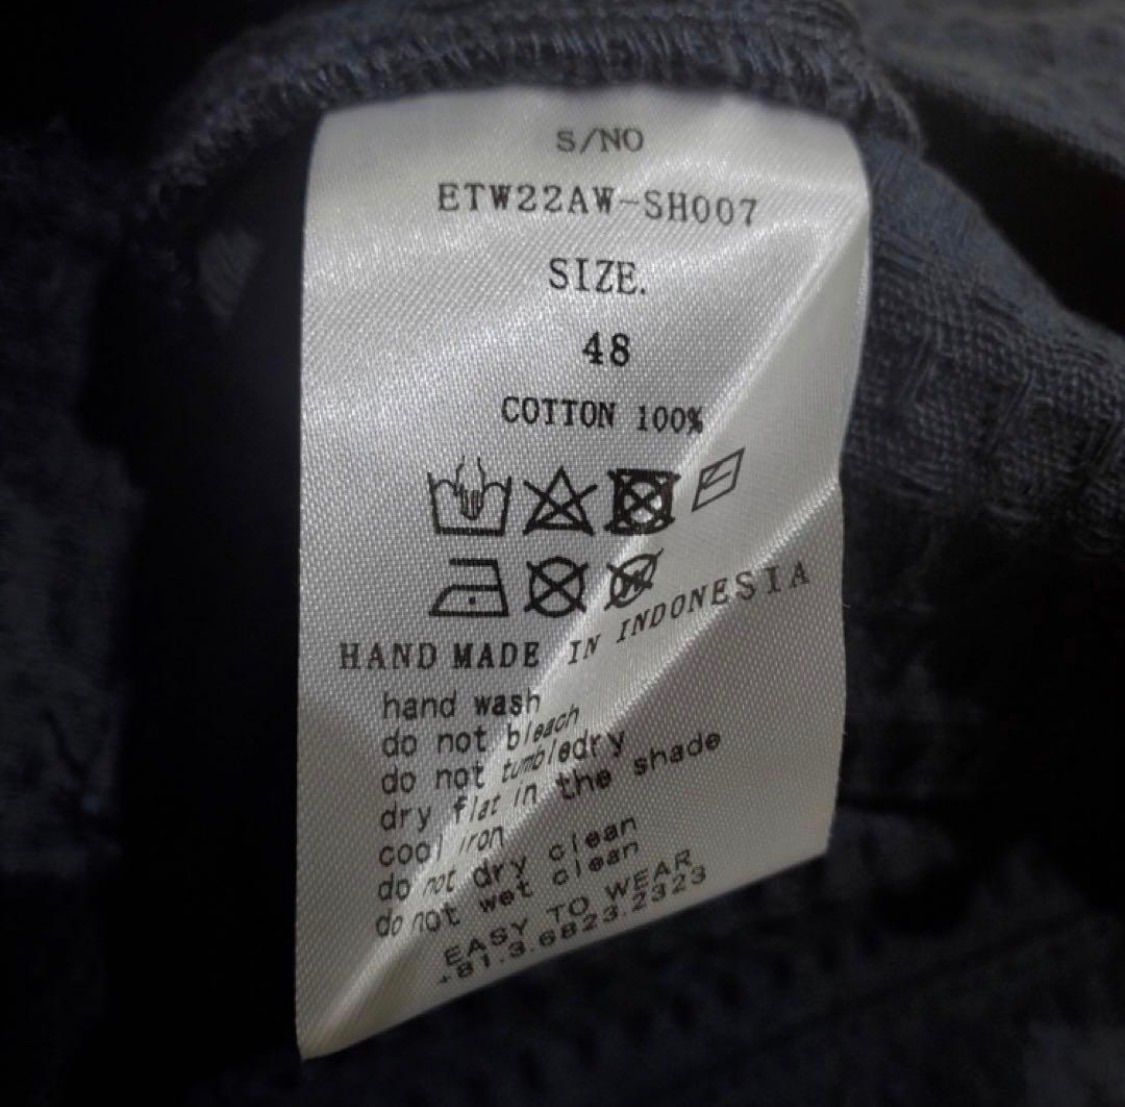 S/NO
ETW22AW-SH007
SIZE.
48
COTTON 100%
HAND MADE IN INDONESIA
hand wash
do not bleach
do not tumbledry
dry flat in the shade
cool iron
do not dry clean
do not wet clean
EASY TO WEAR
+81.3.6823.2323